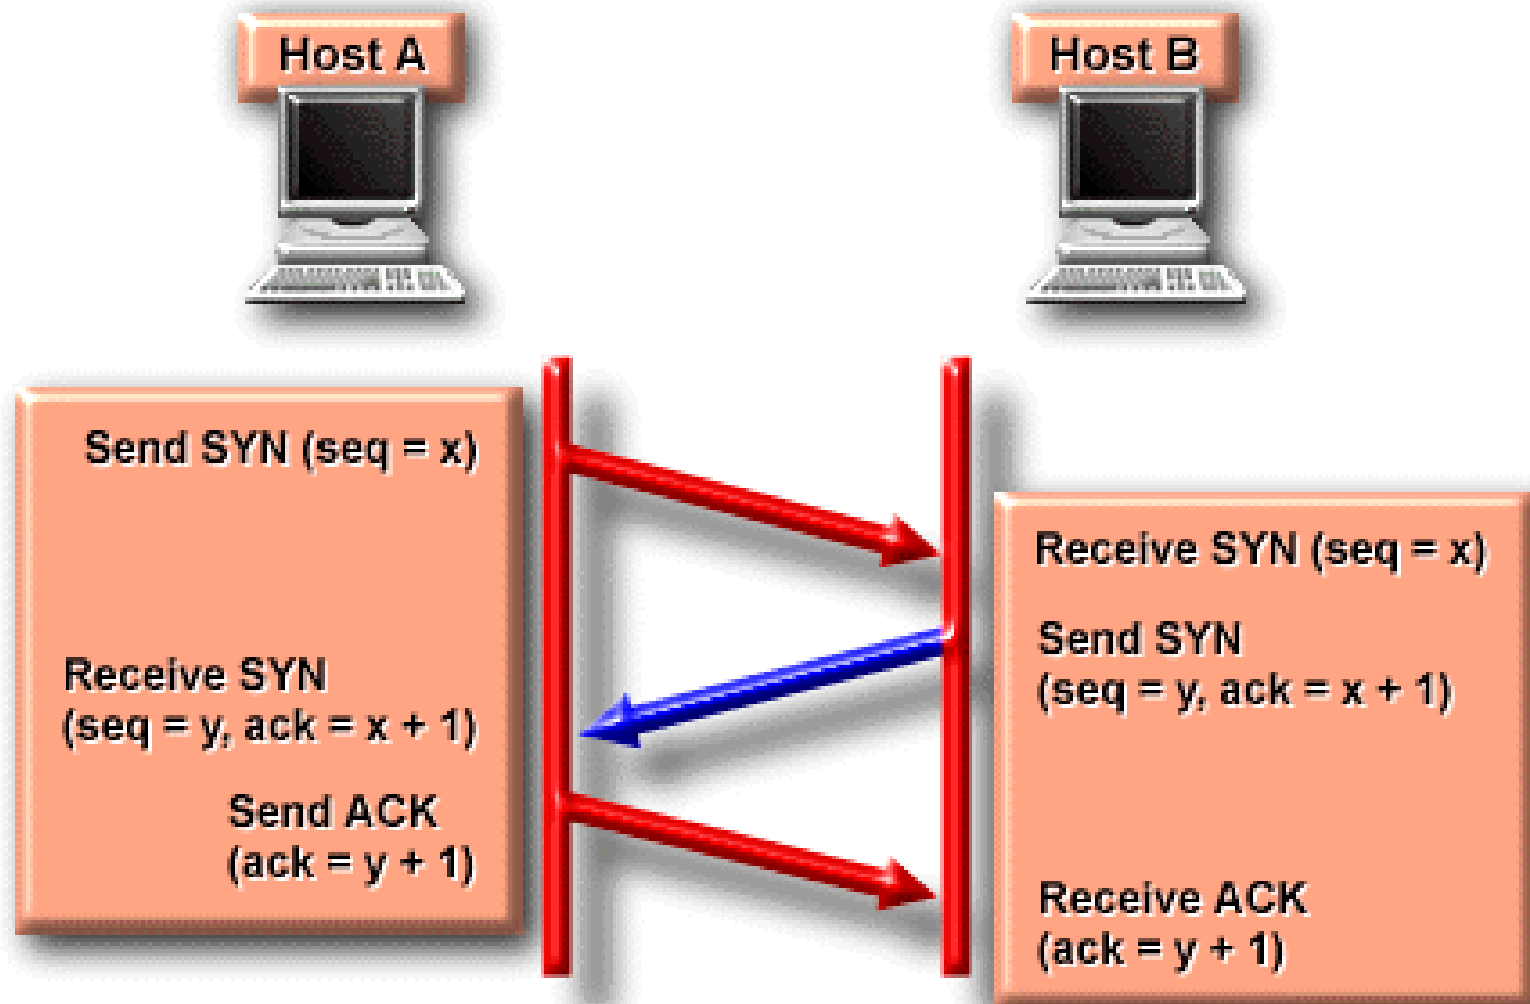 Host A
Host B
Send SYN (seq = x)
Receive SYN
(seq = y, ack = x + 1)
Send ACK
(ack = y + 1)
Receive SYN (seq = x)
Send SYN
(seq = y, ack = x + 1)
Receive ACK
(ack = y + 1)